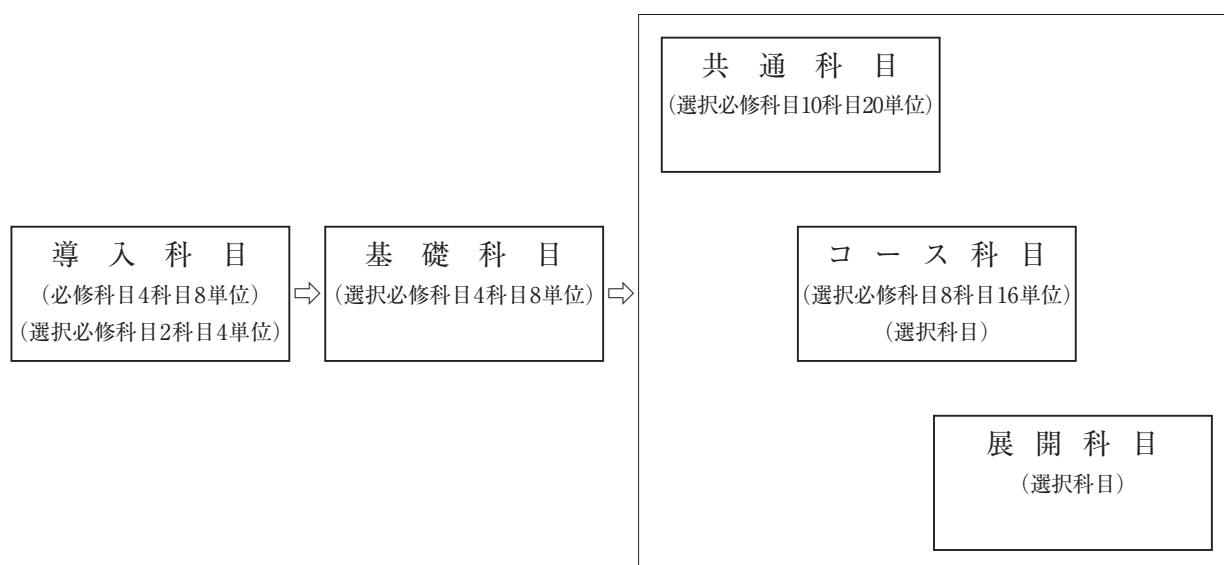 共通科目
(選択必修科目10科目20単位)
導入科目
(必修科目4科目8単位)
(選択必修科目2科目4単位)
⇨
基礎科目
(選択必修科目4科目8単位)
⇨
コース科目
(選択必修科目8科目16単位)
(選択科目)
展開科目
(選択科目)